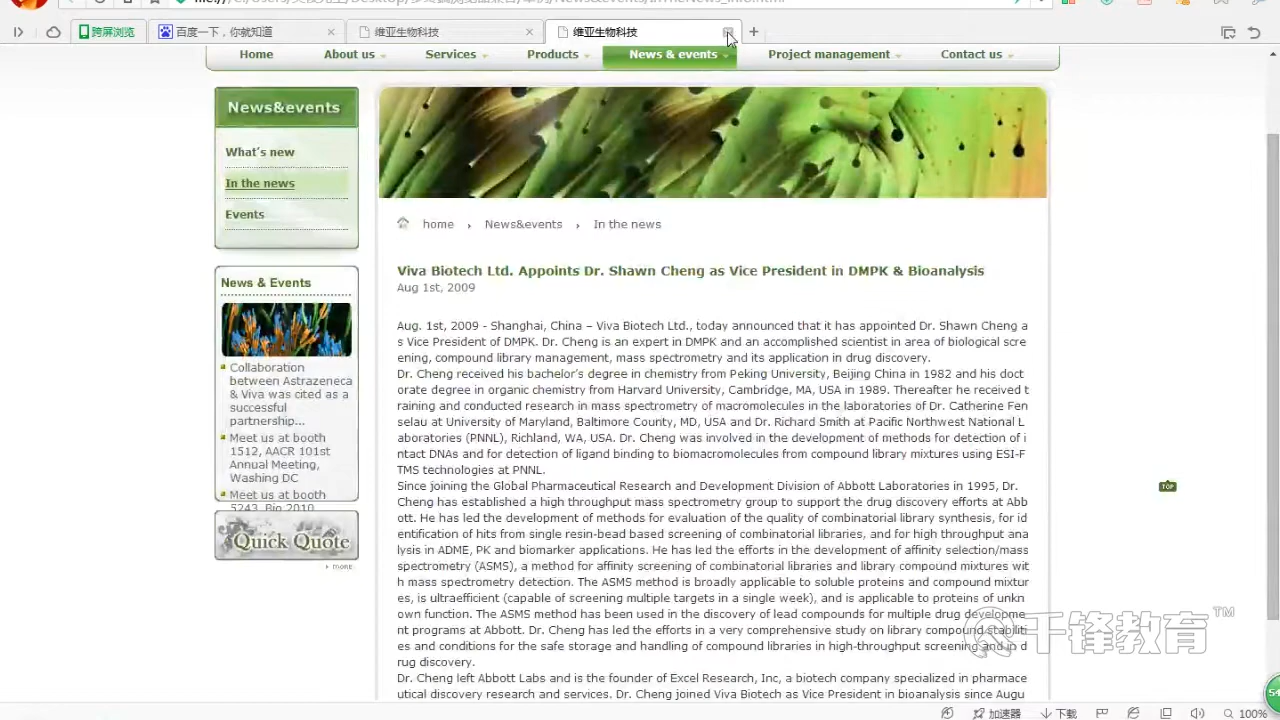 跨屏浏览
百度一下，你就知道
维亚生物科技
维亚生物科技
Home
About us
Services
Products
News & events
Project management
Contact us
News&events
What's new
In the news
Events
News & Events
Collaboration
between Astrazeneca
& Viva was cited as a
successful
partnership...
Meet us at booth
1512, AACR 101st
Annual Meeting,
Washing DC
Meet us at booth
5243, Bio 2010
Quick Quote
MORE
home › News&events › In the news
Viva Biotech Ltd. Appoints Dr. Shawn Cheng as Vice President in DMPK & Bioanalysis
Aug 1st, 2009
Aug. 1st, 2009 - Shanghai, China – Viva Biotech Ltd., today announced that it has appointed Dr. Shawn Cheng a
s Vice President of DMPK. Dr. Cheng is an expert in DMPK and an accomplished scientist in area of biological scre
ening, compound library management, mass spectrometry and its application in drug discovery.
Dr. Cheng received his bachelor's degree in chemistry from Peking University, Beijing China in 1982 and his doct
orate degree in organic chemistry from Harvard University, Cambridge, MA, USA in 1989. Thereafter he received t
raining and conducted research in mass spectrometry of macromolecules in the laboratories of Dr. Catherine Fen
selau at University of Maryland, Baltimore County, MD, USA and Dr. Richard Smith at Pacific Northwest National L
aboratories (PNNL), Richland, WA, USA. Dr. Cheng was involved in the development of methods for detection of i
ntact DNAs and for detection of ligand binding to biomacromolecules from compound library mixtures using ESI-F
TMS technologies at PNNL.
Since joining the Global Pharmaceutical Research and Development Division of Abbott Laboratories in 1995, Dr.
Cheng has established a high throughput mass spectrometry group to support the drug discovery efforts at Abb
ott. He has led the development of methods for evaluation of the quality of combinatorial library synthesis, for id
entification of hits from single resin-bead based screening of combinatorial libraries, and for high throughput ana
lysis in ADME, PK and biomarker applications. He has led the efforts in the development of affinity selection/mass
spectrometry (ASMS), a method for affinity screening of combinatorial libraries and library compound mixtures wit
h mass spectrometry detection. The ASMS method is broadly applicable to soluble proteins and compound mixtur
es, is ultraefficient (capable of screening multiple targets in a single week), and is applicable to proteins of unkn
own function. The ASMS method has been used in the discovery of lead compounds for multiple drug developme
nt programs at Abbott. Dr. Cheng has led the efforts in a very comprehensive study on library compound stabiliti
es and conditions for the safe storage and handling of compound libraries in high-throughput screening and in d
rug discovery.
Dr. Cheng left Abbott Labs and is the founder of Excel Research, Inc, a biotech company specialized in pharmace
utical discovery research and services. Dr. Cheng joined Viva Biotech as Vice President in bioanalysis since Augu
TOP
千锋教育 TM
54
加速器
下载
100%